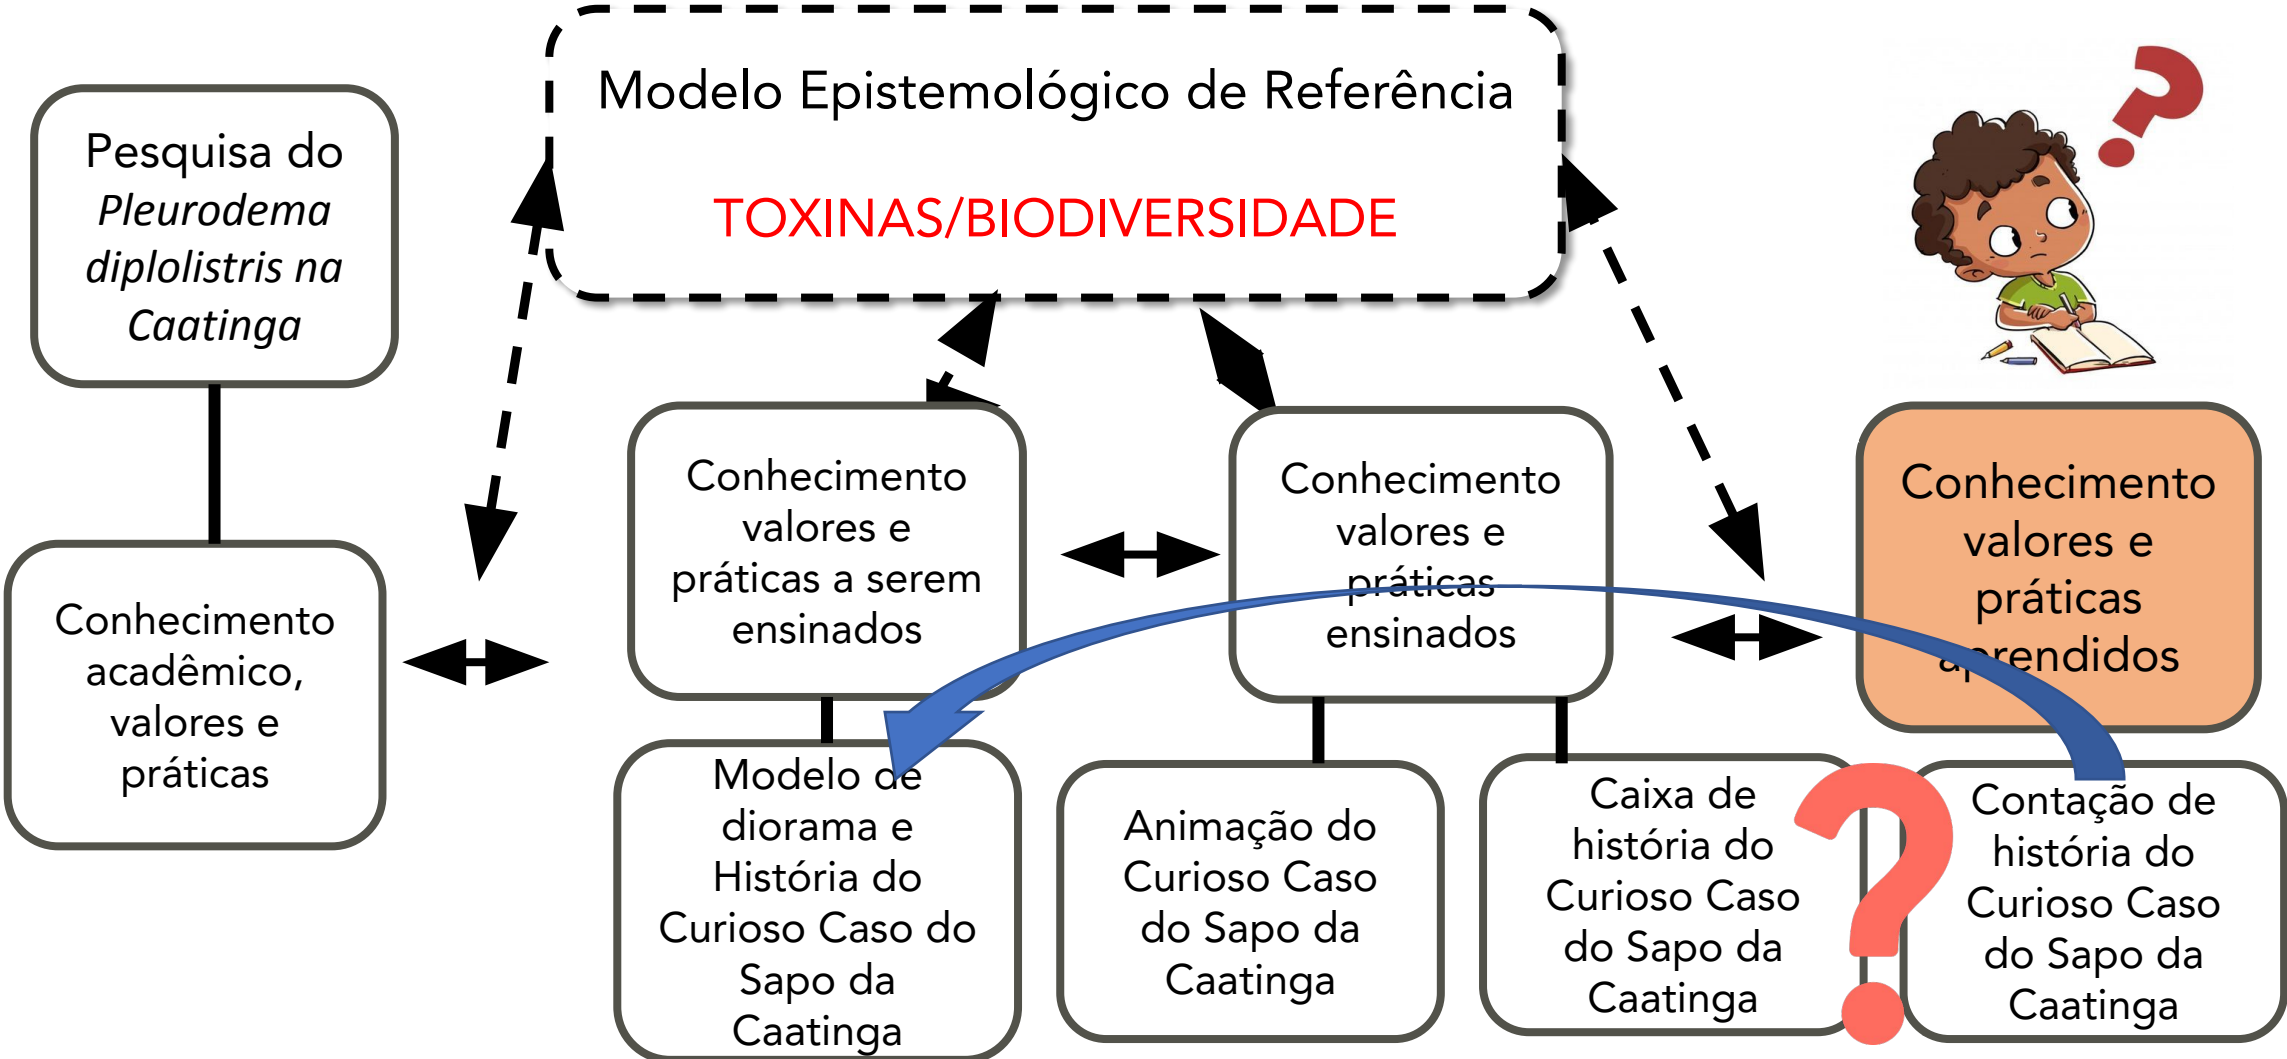 Modelo Epistemológico de Referência
TOXINAS/BIODIVERSIDADE
Pesquisa do
Pleurodema
diplolistris na
Caatinga
Conhecimento
acadêmico,
valores e
práticas
Conhecimento
valores e
práticas a serem
ensinados
Conhecimento
valores e
práticas
ensinados
Conhecimento
valores e
práticas
aprendidos
Modelo de
diorama e
História do
Curioso Caso do
Sapo da
Caatinga
Animação do
Curioso Caso
do Sapo da
Caatinga
Caixa de
história do
Curioso Caso
do Sapo da
Caatinga
?
Contação de
história do
Curioso Caso
do Sapo da
Caatinga
?